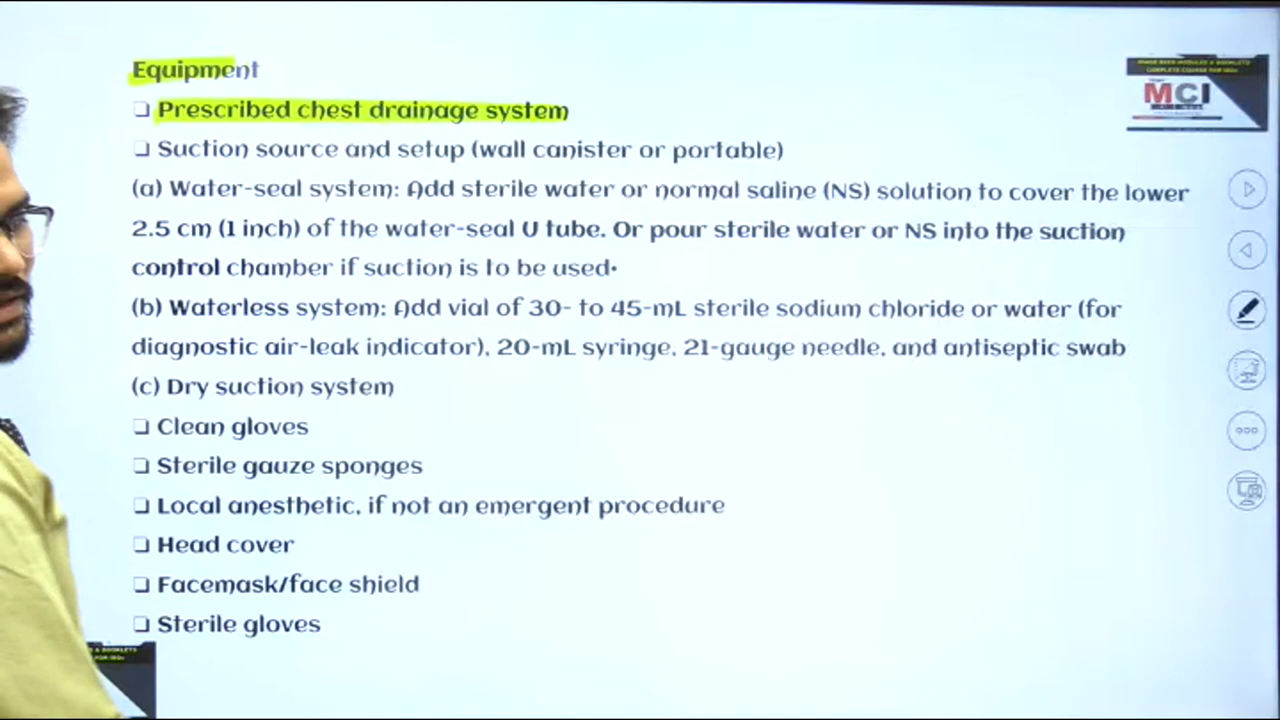 Equipment
❏ Prescribed chest drainage system
❏ Suction source and setup (wall canister or portable)
(a) Water-seal system: Add sterile water or normal saline (NS) solution to cover the lower
2.5 cm (1 inch) of the water-seal U tube. Or pour sterile water or NS into the suction
control chamber if suction is to be used·
(b) Waterless system: Add vial of 30- to 45-mL sterile sodium chloride or water (for
diagnostic air-leak indicator), 20-mL syringe, 21-gauge needle, and antiseptic swab
(c) Dry suction system
❏ Clean gloves
❏ Sterile gauze sponges
❏ Local anesthetic, if not an emergent procedure
❏ Head cover
❏ Facemask/face shield
❏ Sterile gloves
MCI